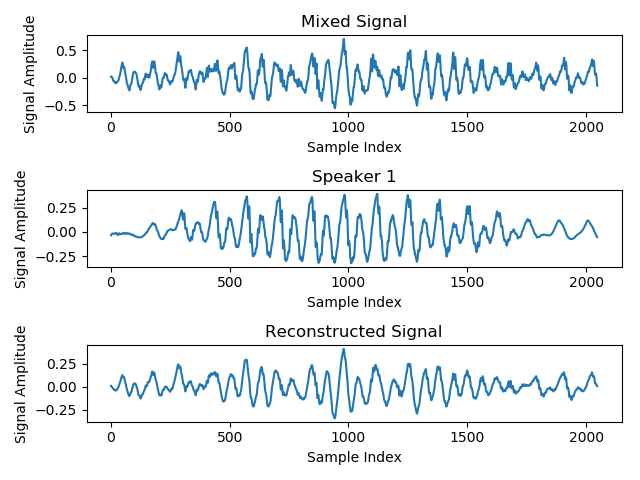 Mixed Signal
Signal Amplitude
0.5
0.0
−0.5
0 500 1000 1500 2000
Sample Index
Speaker 1
Signal Amplitude
0.25
0.00
−0.25
0 500 1000 1500 2000
Sample Index
Reconstructed Signal
Signal Amplitude
0.25
0.00
−0.25
0 500 1000 1500 2000
Sample Index